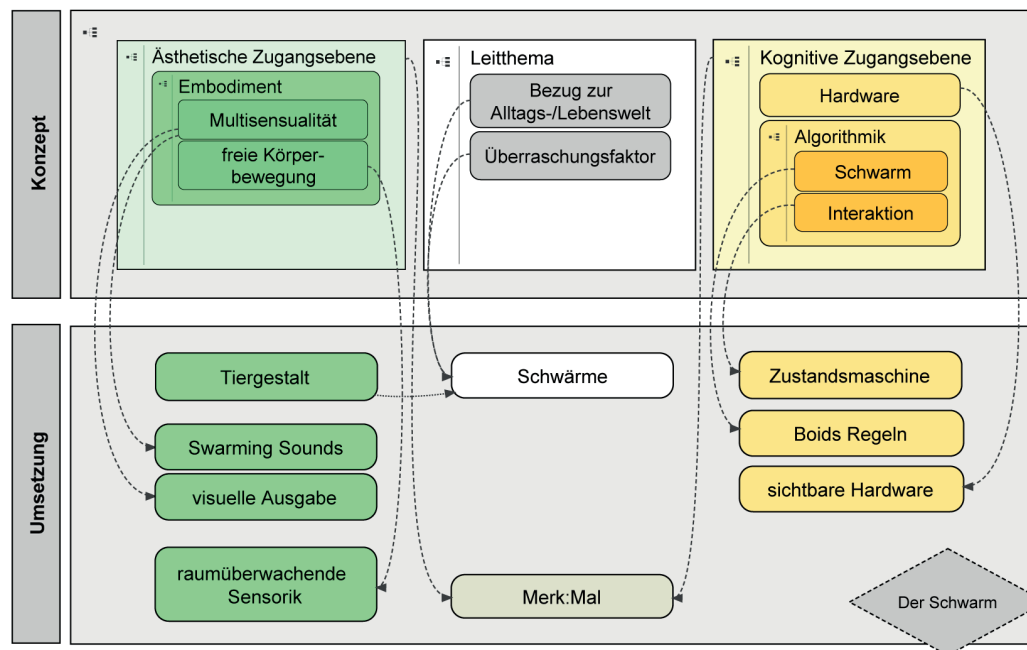 Konzept
Ästhetische Zugangsebene
Embodiment
Multisensualität
freie Körper-
bewegung
Leitthema
Bezug zur
Alltags-/Lebenswelt
Überraschungsfaktor
Kognitive Zugangsebene
Hardware
Algorithmik
Schwarm
Interaktion
Umsetzung
Tiergestalt
Swarming Sounds
visuelle Ausgabe
raumüberwachende
Sensorik
Schwärme
Merk:Mal
Zustandsmaschine
Boids Regeln
sichtbare Hardware
Der Schwarm